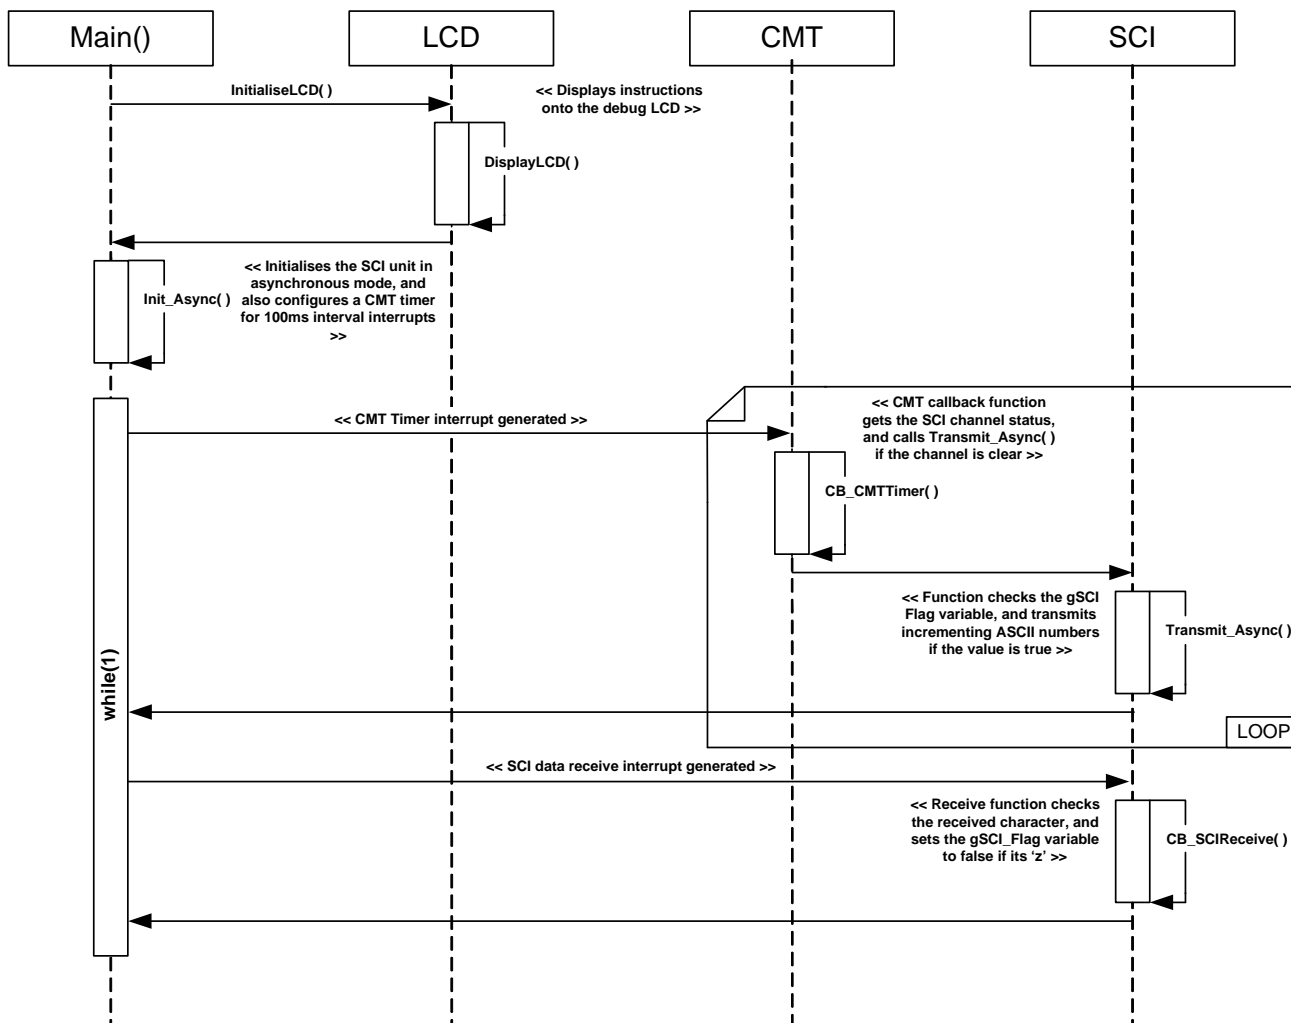 Main()
LCD
CMT
SCI
InitialiseLCD( )
<< Displays instructions
onto the debug LCD >>
DisplayLCD( )
<< Initialises the SCI unit in
asynchronous mode, and
also configures a CMT timer
for 100ms interval interrupts
>>
Init_Async( )
<< CMT Timer interrupt generated >>
<< CMT callback function
gets the SCI channel status,
and calls Transmit_Async( )
if the channel is clear >>
CB_CMTTimer( )
<< Function checks the gSCI
Flag variable, and transmits
incrementing ASCII numbers
if the value is true >>
Transmit_Async( )
while(1)
LOOP
<< SCI data receive interrupt generated >>
<< Receive function checks
the received character, and
sets the gSCI_Flag variable
to false if its ‘z’ >>
CB_SCIReceive( )